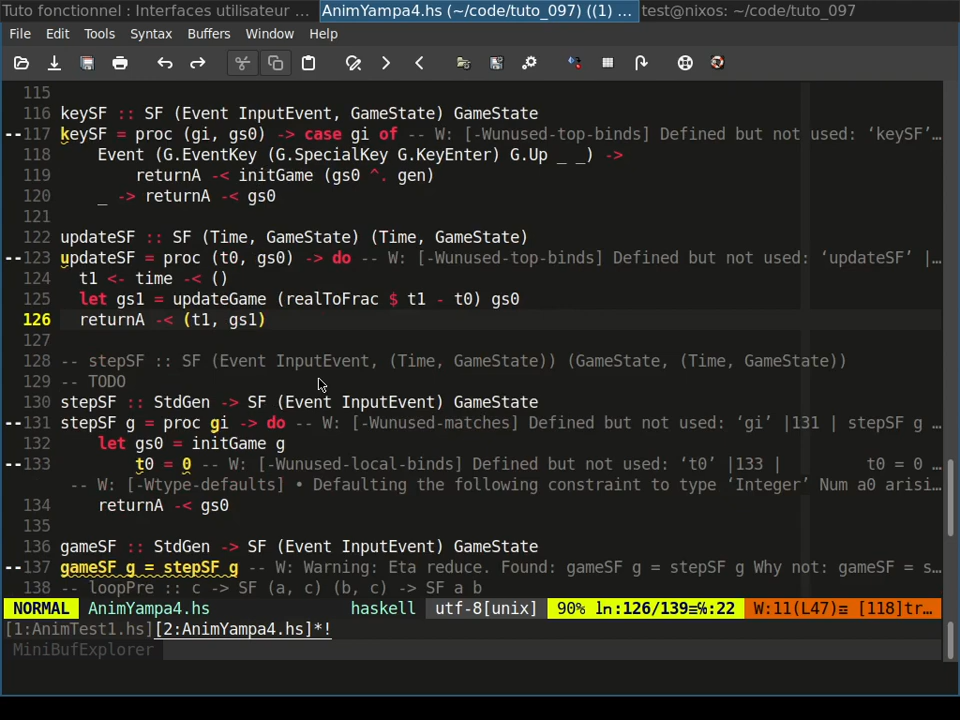 Tuto fonctionnel : Interfaces utilisateur ... AnimYampa4.hs (~/code/tuto_097) ((1) ... test@nixos: ~/code/tuto_097
File Edit Tools Syntax Buffers Window Help
115
116 keySF :: SF (Event InputEvent, GameState) GameState
--117 keySF = proc (gi, gs0) -> case gi of -- W: [-Wunused-top-binds] Defined but not used: ‘keySF’…
118     Event (G.EventKey (G.SpecialKey G.KeyEnter) G.Up _ _) ->
119         returnA -< initGame (gs0 ^. gen)
120     _ -> returnA -< gs0
121
122 updateSF :: SF (Time, GameState) (Time, GameState)
--123 updateSF = proc (t0, gs0) -> do -- W: [-Wunused-top-binds] Defined but not used: ‘updateSF’ |…
124   t1 <- time -< ()
125   let gs1 = updateGame (realToFrac $ t1 - t0) gs0
126   returnA -< (t1, gs1)
127
128 -- stepSF :: SF (Event InputEvent, (Time, GameState)) (GameState, (Time, GameState))
129 -- TODO
130 stepSF :: StdGen -> SF (Event InputEvent) GameState
--131 stepSF g = proc gi -> do -- W: [-Wunused-matches] Defined but not used: ‘gi’ |131 | stepSF g …
132     let gs0 = initGame g
--133         t0 = 0 -- W: [-Wunused-local-binds] Defined but not used: ‘t0’ |133 |         t0 = 0 …
-- W: [-Wtype-defaults] • Defaulting the following constraint to type ‘Integer’ Num a0 arisi…
134     returnA -< gs0
135
136 gameSF :: StdGen -> SF (Event InputEvent) GameState
--137 gameSF g = stepSF g -- W: Warning: Eta reduce. Found: gameSF g = stepSF g Why not: gameSF = s…
138 -- loopPre :: c -> SF (a, c) (b, c) -> SF a b
NORMAL AnimYampa4.hs haskell utf-8[unix] 90% ln:126/139≡℅:22 W:11(L47)≡ [118]tr…
[1:AnimTest1.hs][2:AnimYampa4.hs]*!
MiniBufExplorer